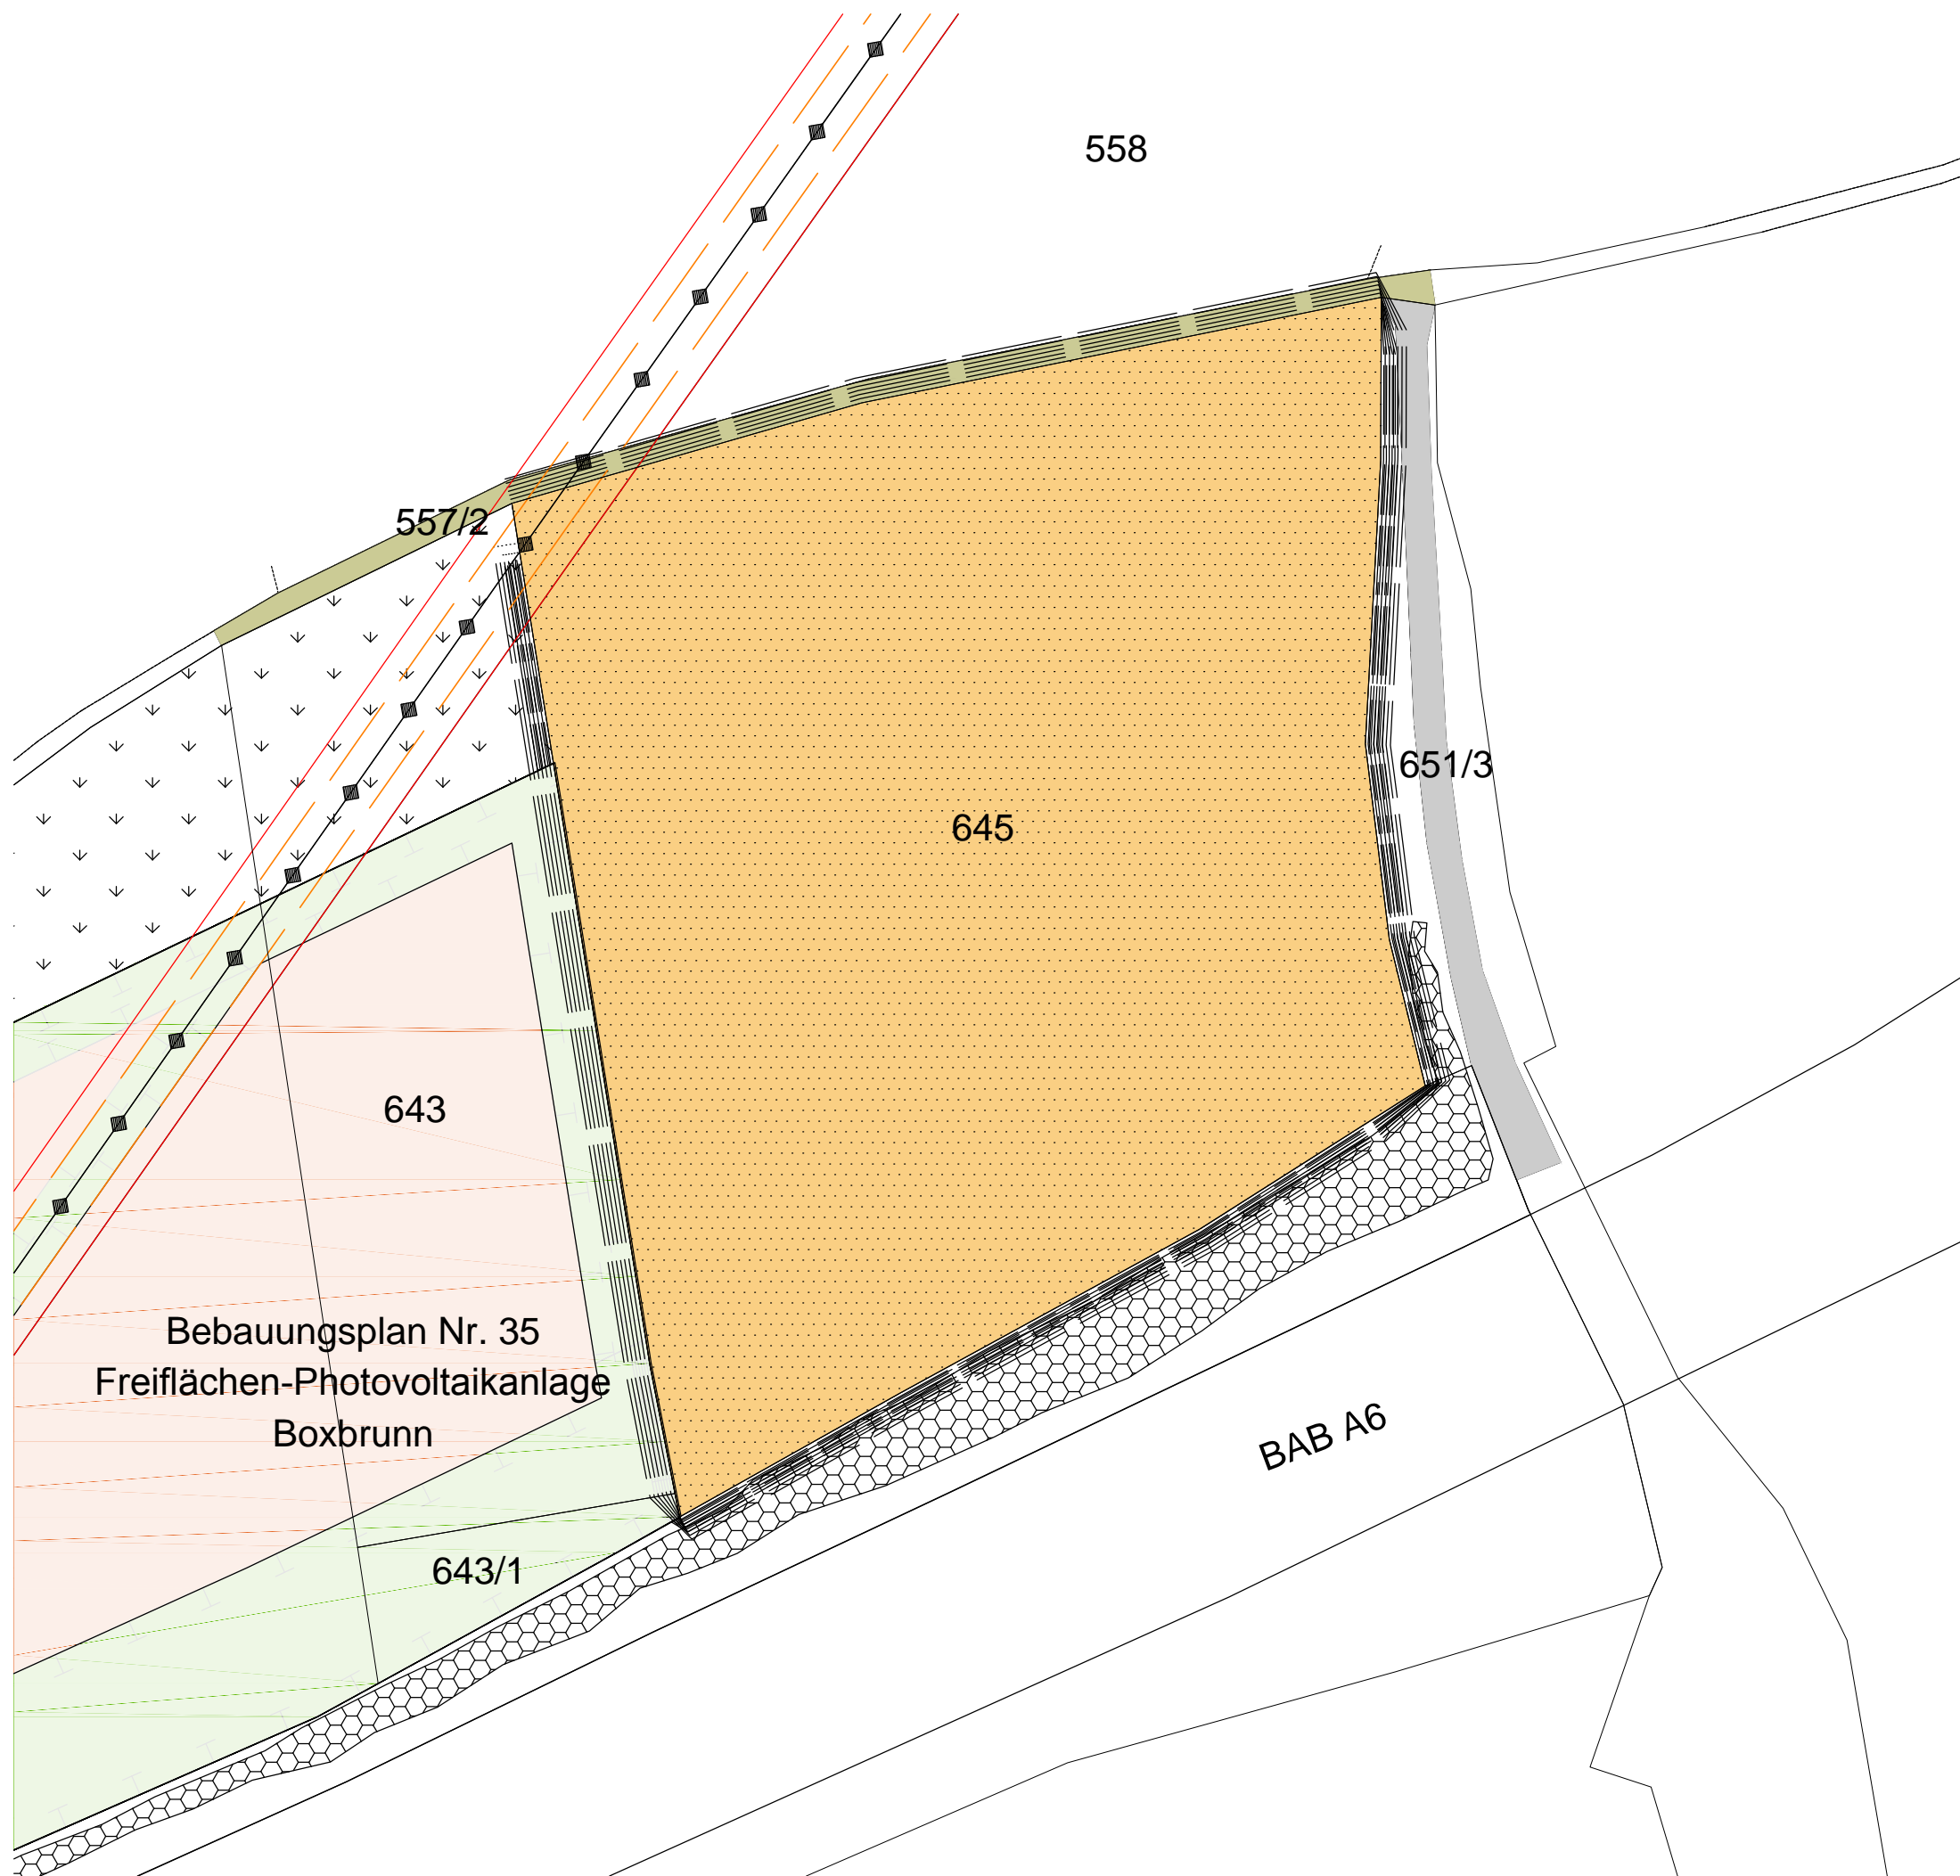 558
557/2
651/3
645
643
Bebauungsplan Nr. 35
Freiflächen-Photovoltaikanlage
Boxbrunn
BAB A6
643/1